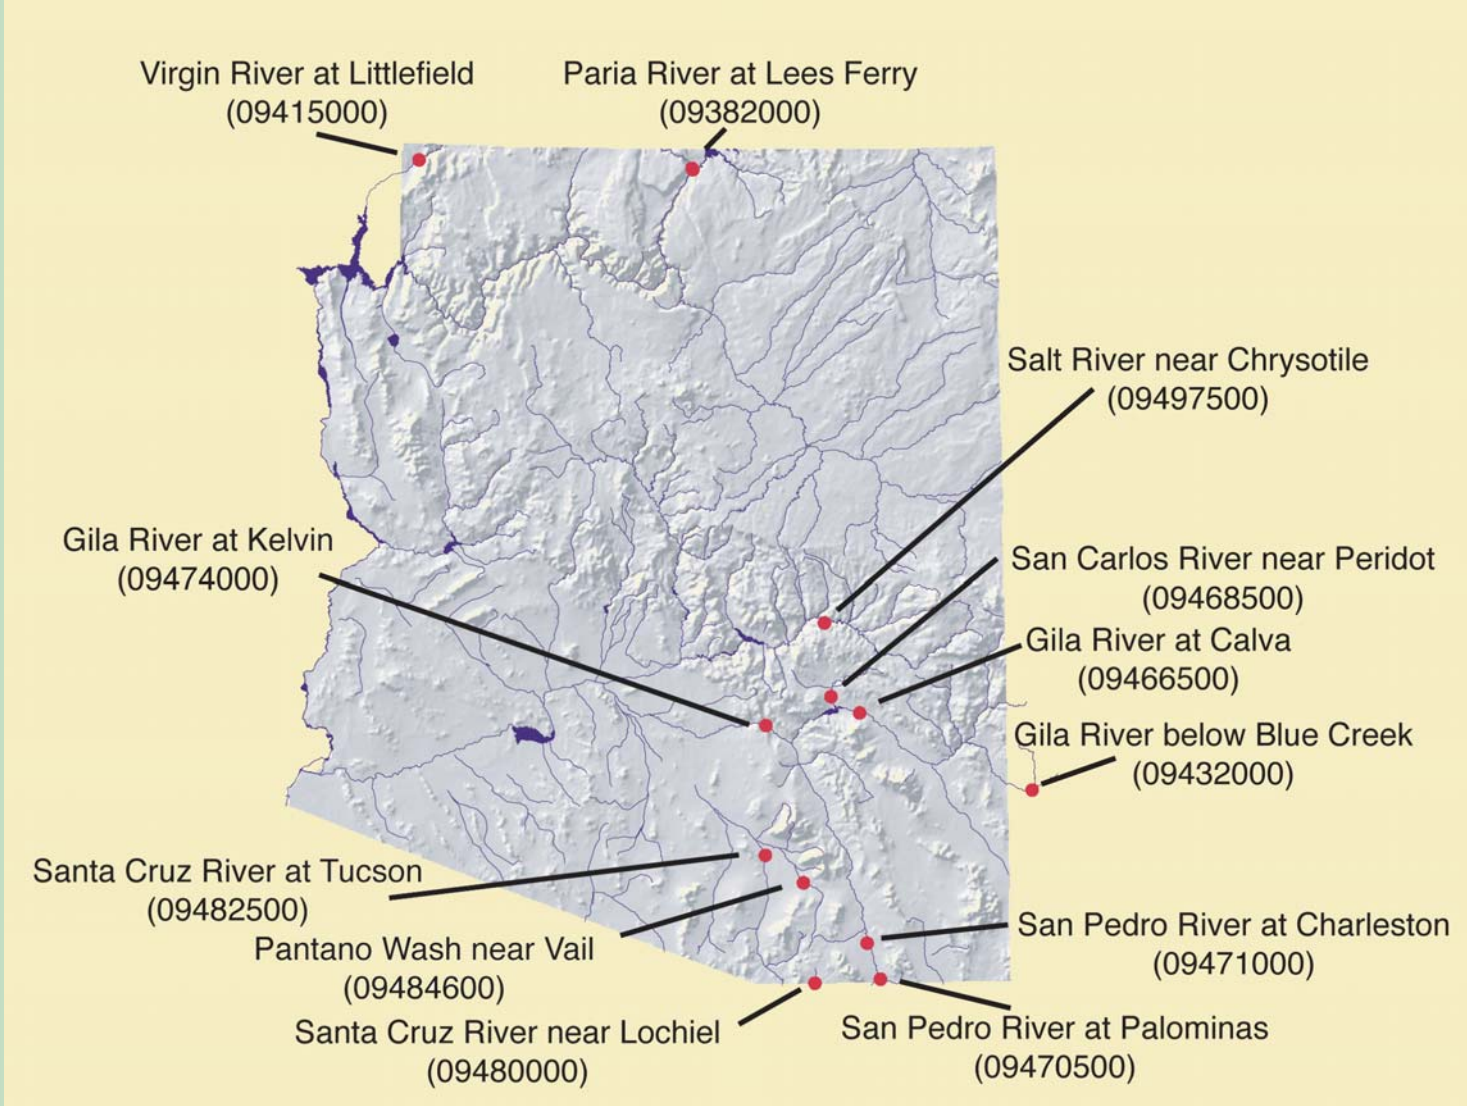 Virgin River at Littlefield
(09415000)
Paria River at Lees Ferry
(09382000)
Salt River near Chrysotile
(09497500)
Gila River at Kelvin
(09474000)
San Carlos River near Peridot
(09468500)
Gila River at Calva
(09466500)
Gila River below Blue Creek
(09432000)
Santa Cruz River at Tucson
(09482500)
Pantano Wash near Vail
(09484600)
San Pedro River at Charleston
(09471000)
Santa Cruz River near Lochiel
(09480000)
San Pedro River at Palominas
(09470500)